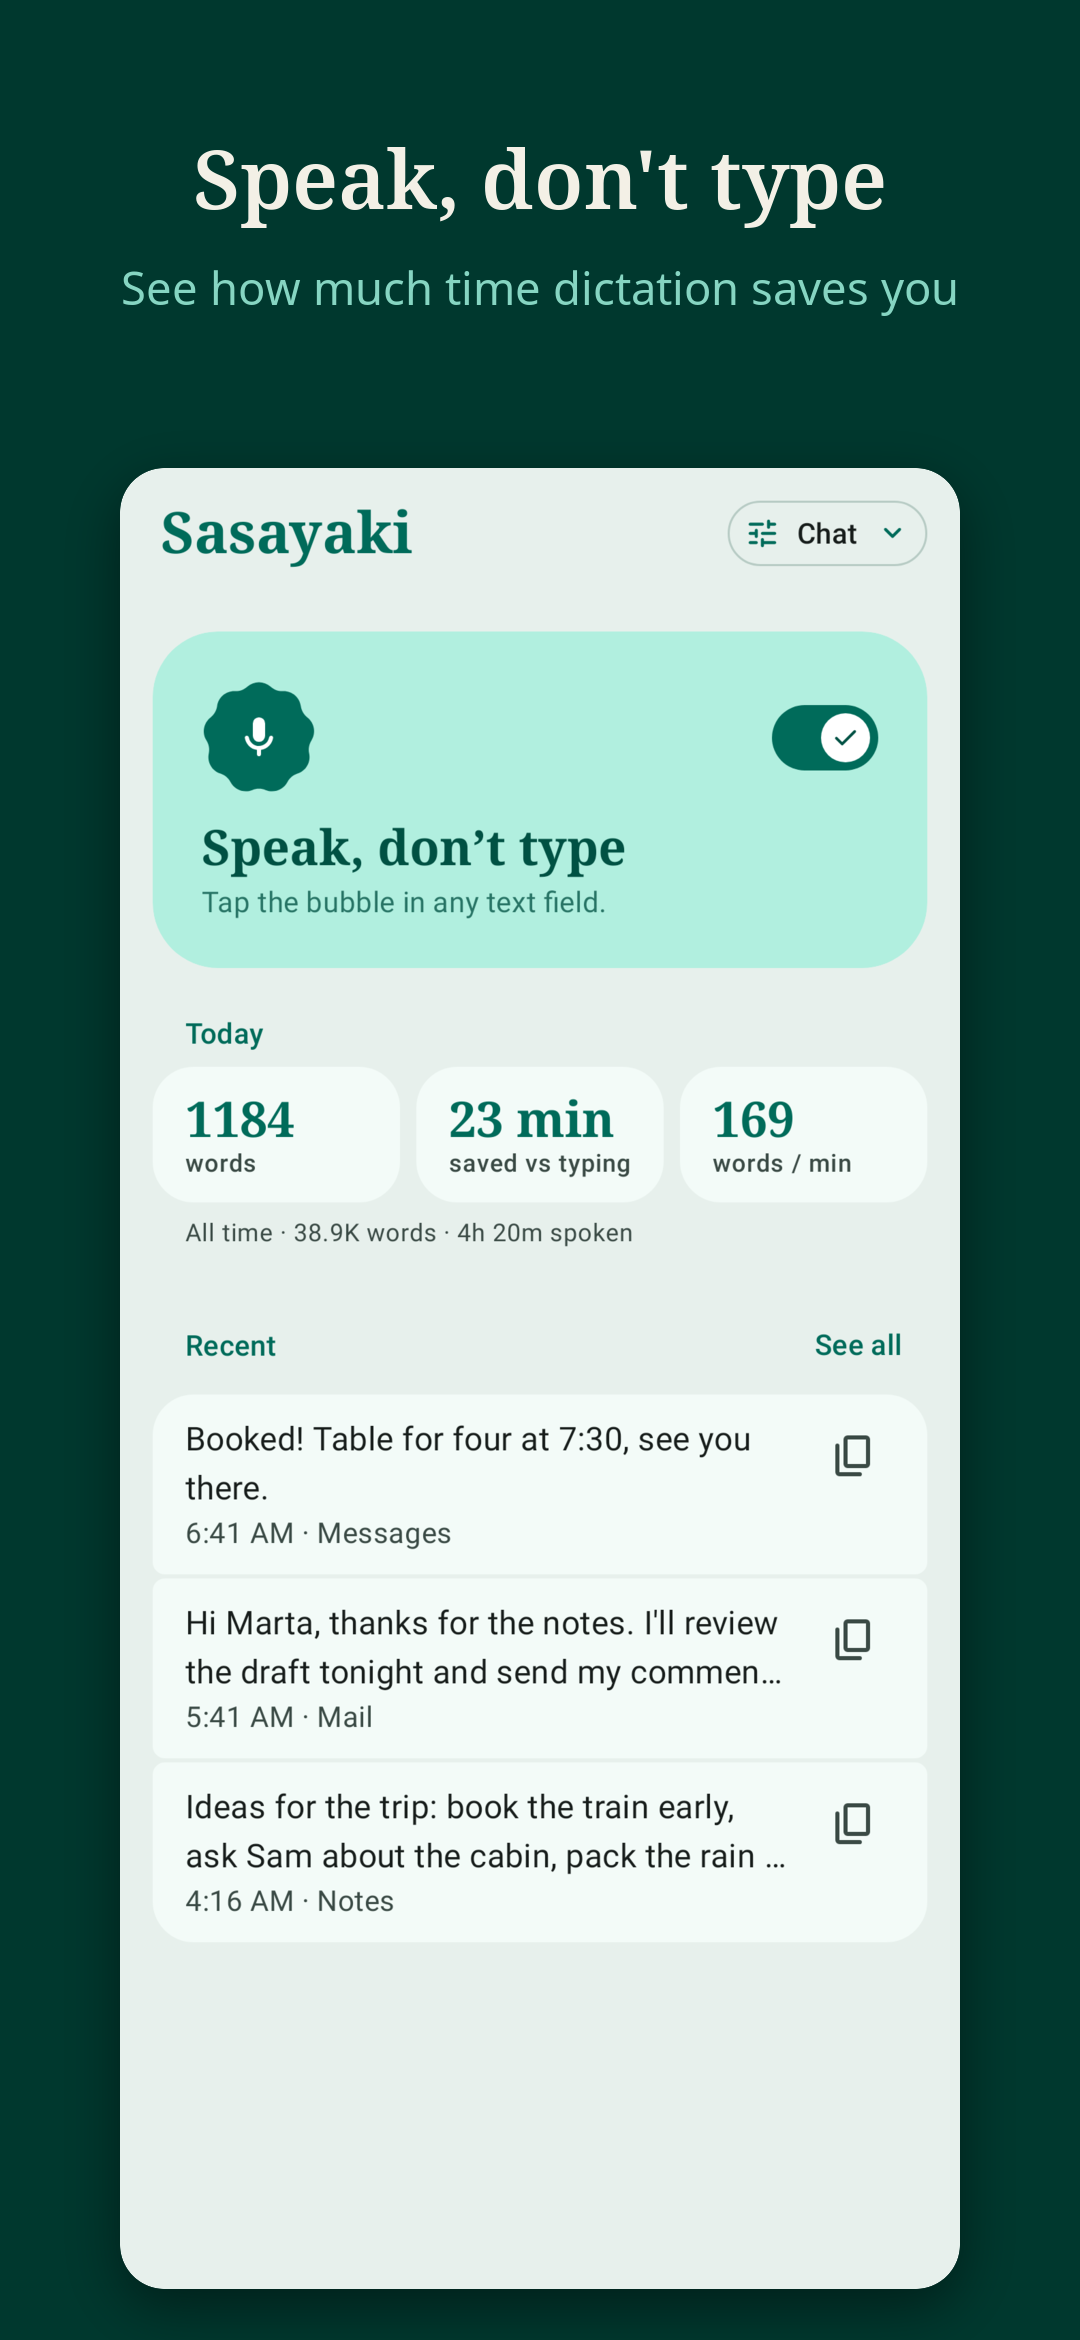 Speak, don't type
See how much time dictation saves you
Sasayaki
Chat
Speak, don’t type
Tap the bubble in any text field.
Today
1184
words
23 min
saved vs typing
169
words / min
All time · 38.9K words · 4h 20m spoken
Recent
See all
Booked! Table for four at 7:30, see you
there.
6:41 AM · Messages
Hi Marta, thanks for the notes. I'll review
the draft tonight and send my commen…
5:41 AM · Mail
Ideas for the trip: book the train early,
ask Sam about the cabin, pack the rain …
4:16 AM · Notes